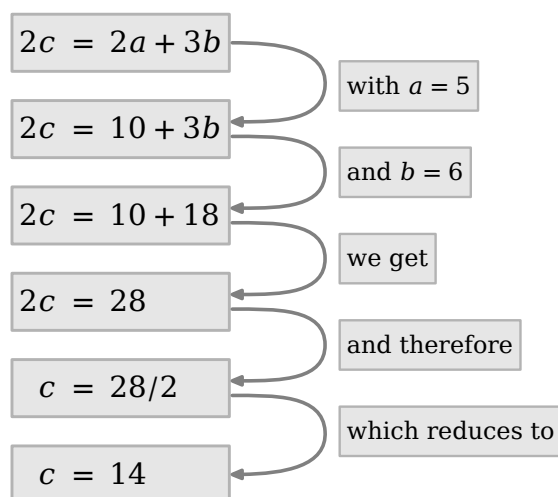 2c = 2a + 3b
with a = 5
2c = 10 + 3b
and b = 6
2c = 10 + 18
we get
2c = 28
and therefore
c = 28/2
which reduces to
c = 14